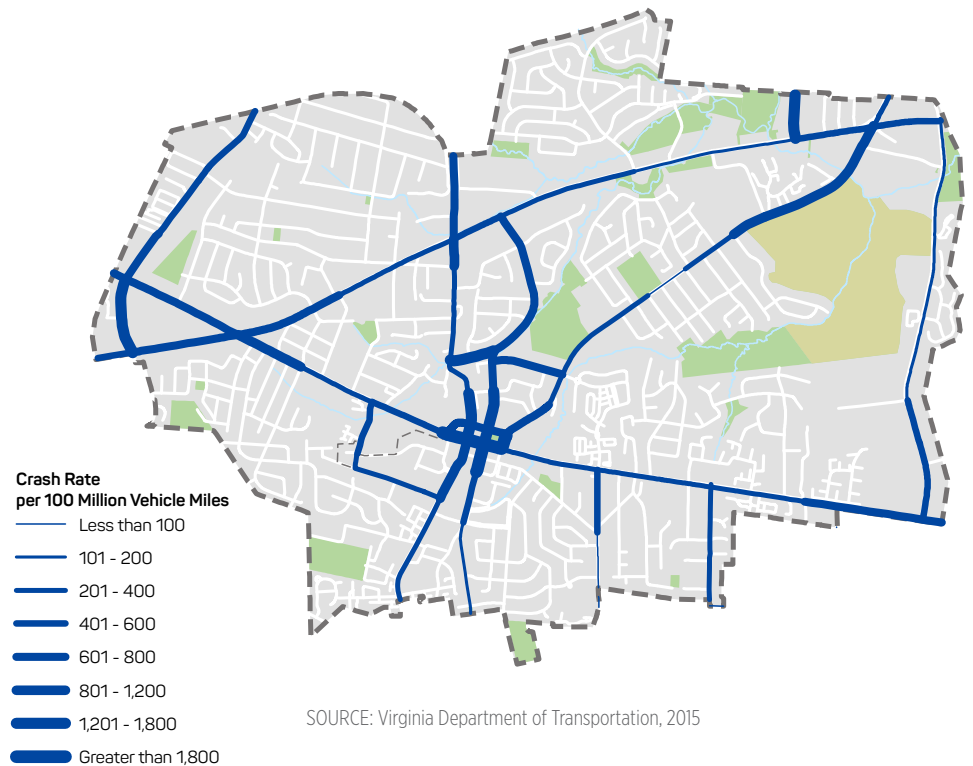 Crash Rate
per 100 Million Vehicle Miles
Less than 100
101 - 200
201 - 400
401 - 600
601 - 800
801 - 1,200
1,201 - 1,800
Greater than 1,800
SOURCE: Virginia Department of Transportation, 2015